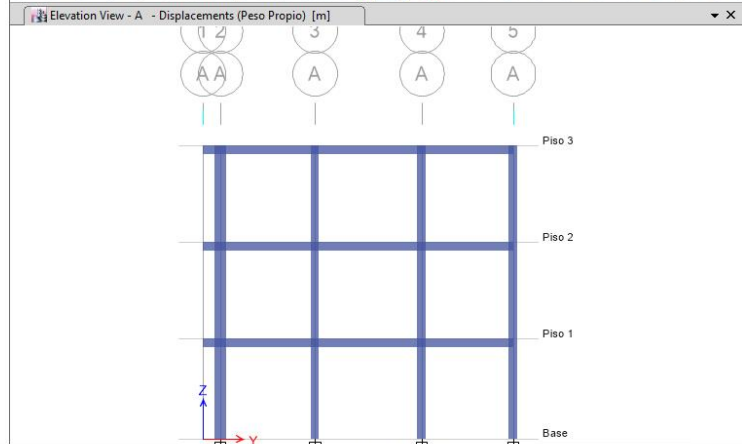 Elevation View - A - Displacements (Peso Propio) [m]
1 2 3 4 5
A A A A A
Piso 3
Piso 2
Piso 1
Z
Y
Base